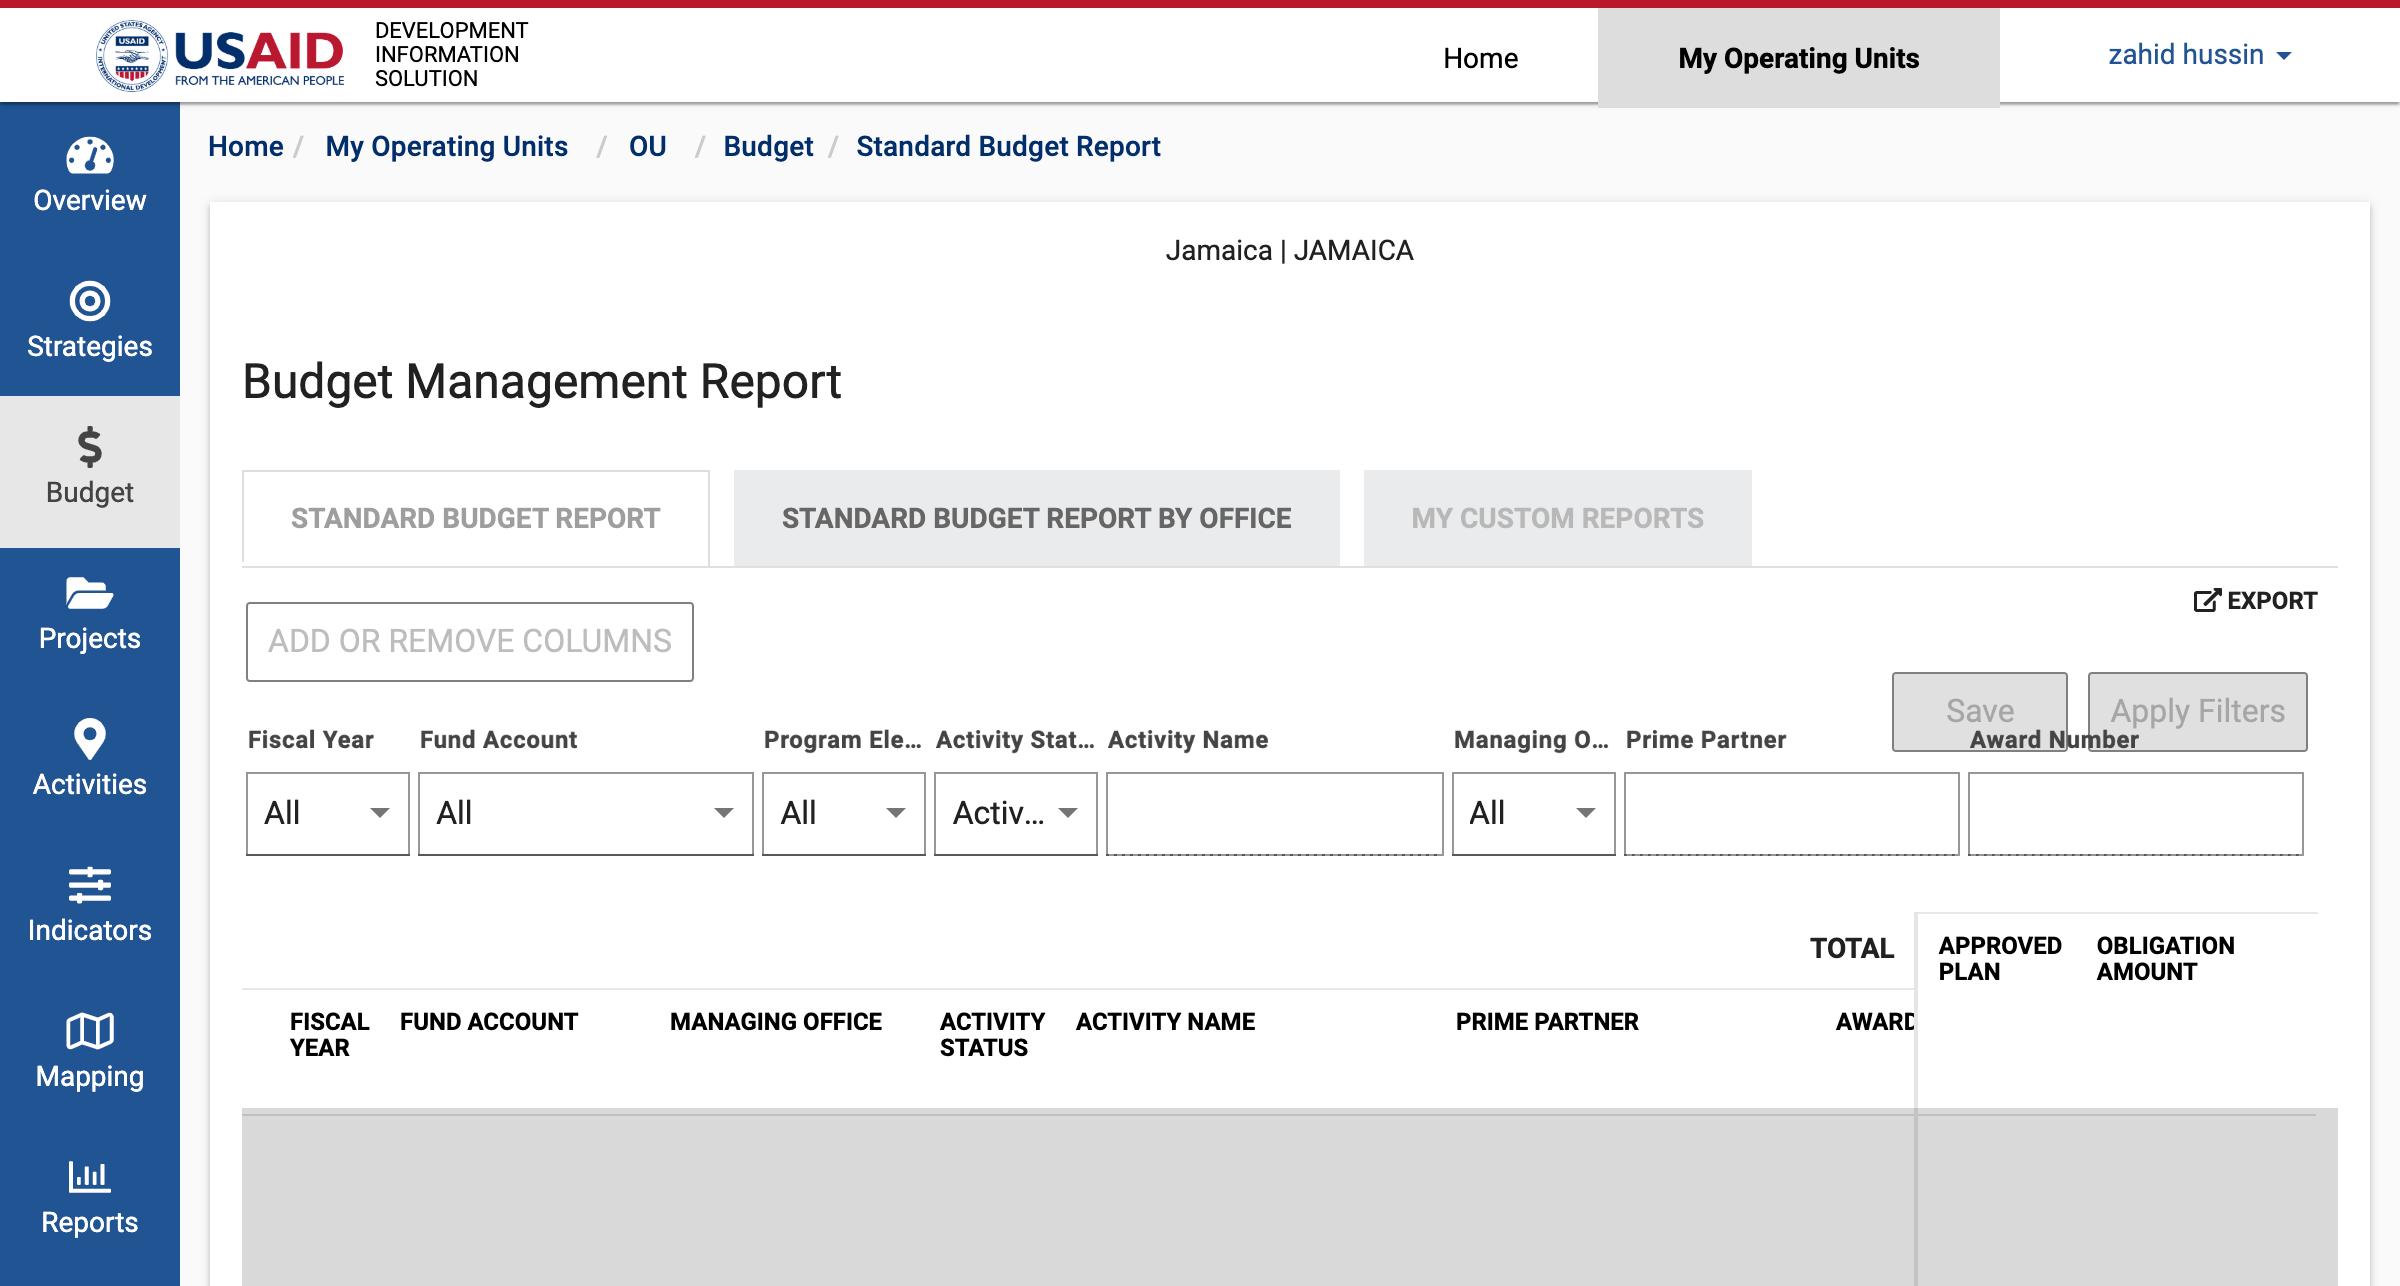 USAID
FROM THE AMERICAN PEOPLE
DEVELOPMENT
INFORMATION
SOLUTION
Home
My Operating Units
zahid hussin
Home / My Operating Units / OU / Budget / Standard Budget Report
Overview
Strategies
Budget
Projects
Activities
Indicators
Mapping
Reports
Jamaica | JAMAICA
Budget Management Report
STANDARD BUDGET REPORT
STANDARD BUDGET REPORT BY OFFICE
MY CUSTOM REPORTS
EXPORT
ADD OR REMOVE COLUMNS
Save
Apply Filters
Fiscal Year
Fund Account
Program Ele...
Activity Stat...
Activity Name
Managing O...
Prime Partner
Award Number
All
All
All
Activ...
All
TOTAL
APPROVED
PLAN
OBLIGATION
AMOUNT
FISCAL
YEAR
FUND ACCOUNT
MANAGING OFFICE
ACTIVITY
STATUS
ACTIVITY NAME
PRIME PARTNER
AWARD